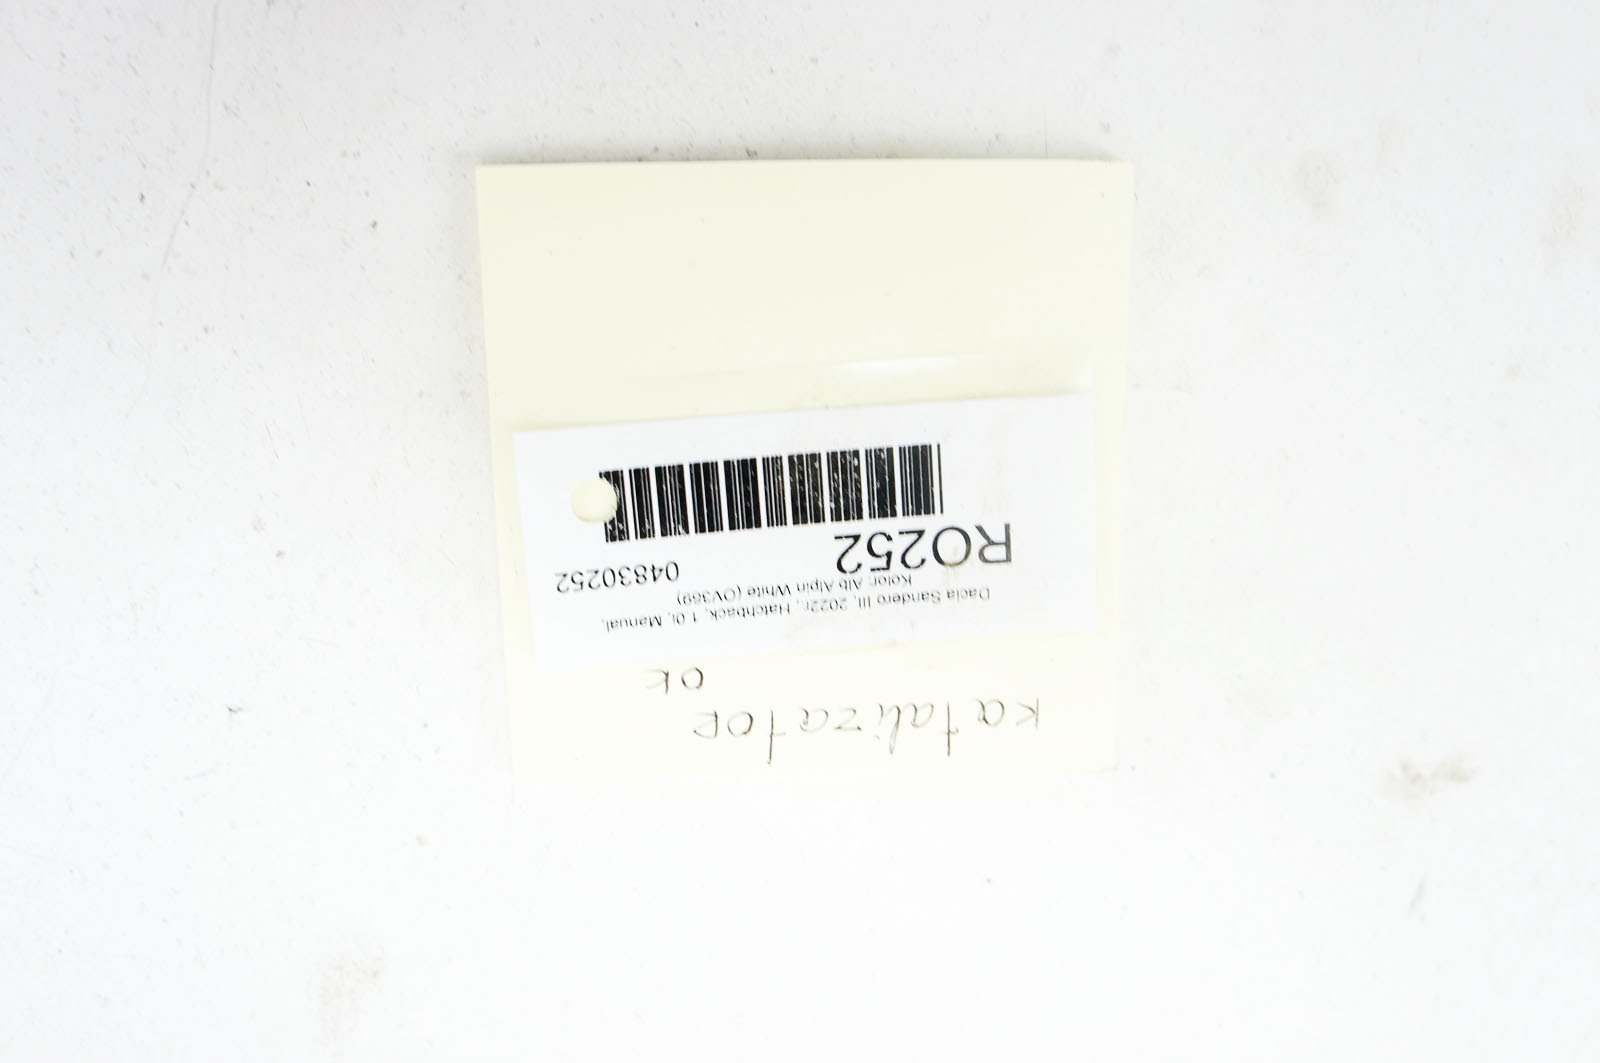 katalizator
ok
Dacia Sandero III, 2022r., Hatchback, 1.0i, Manual,
Kolor: Alb Alpin White (OV369)
RO252 04830252